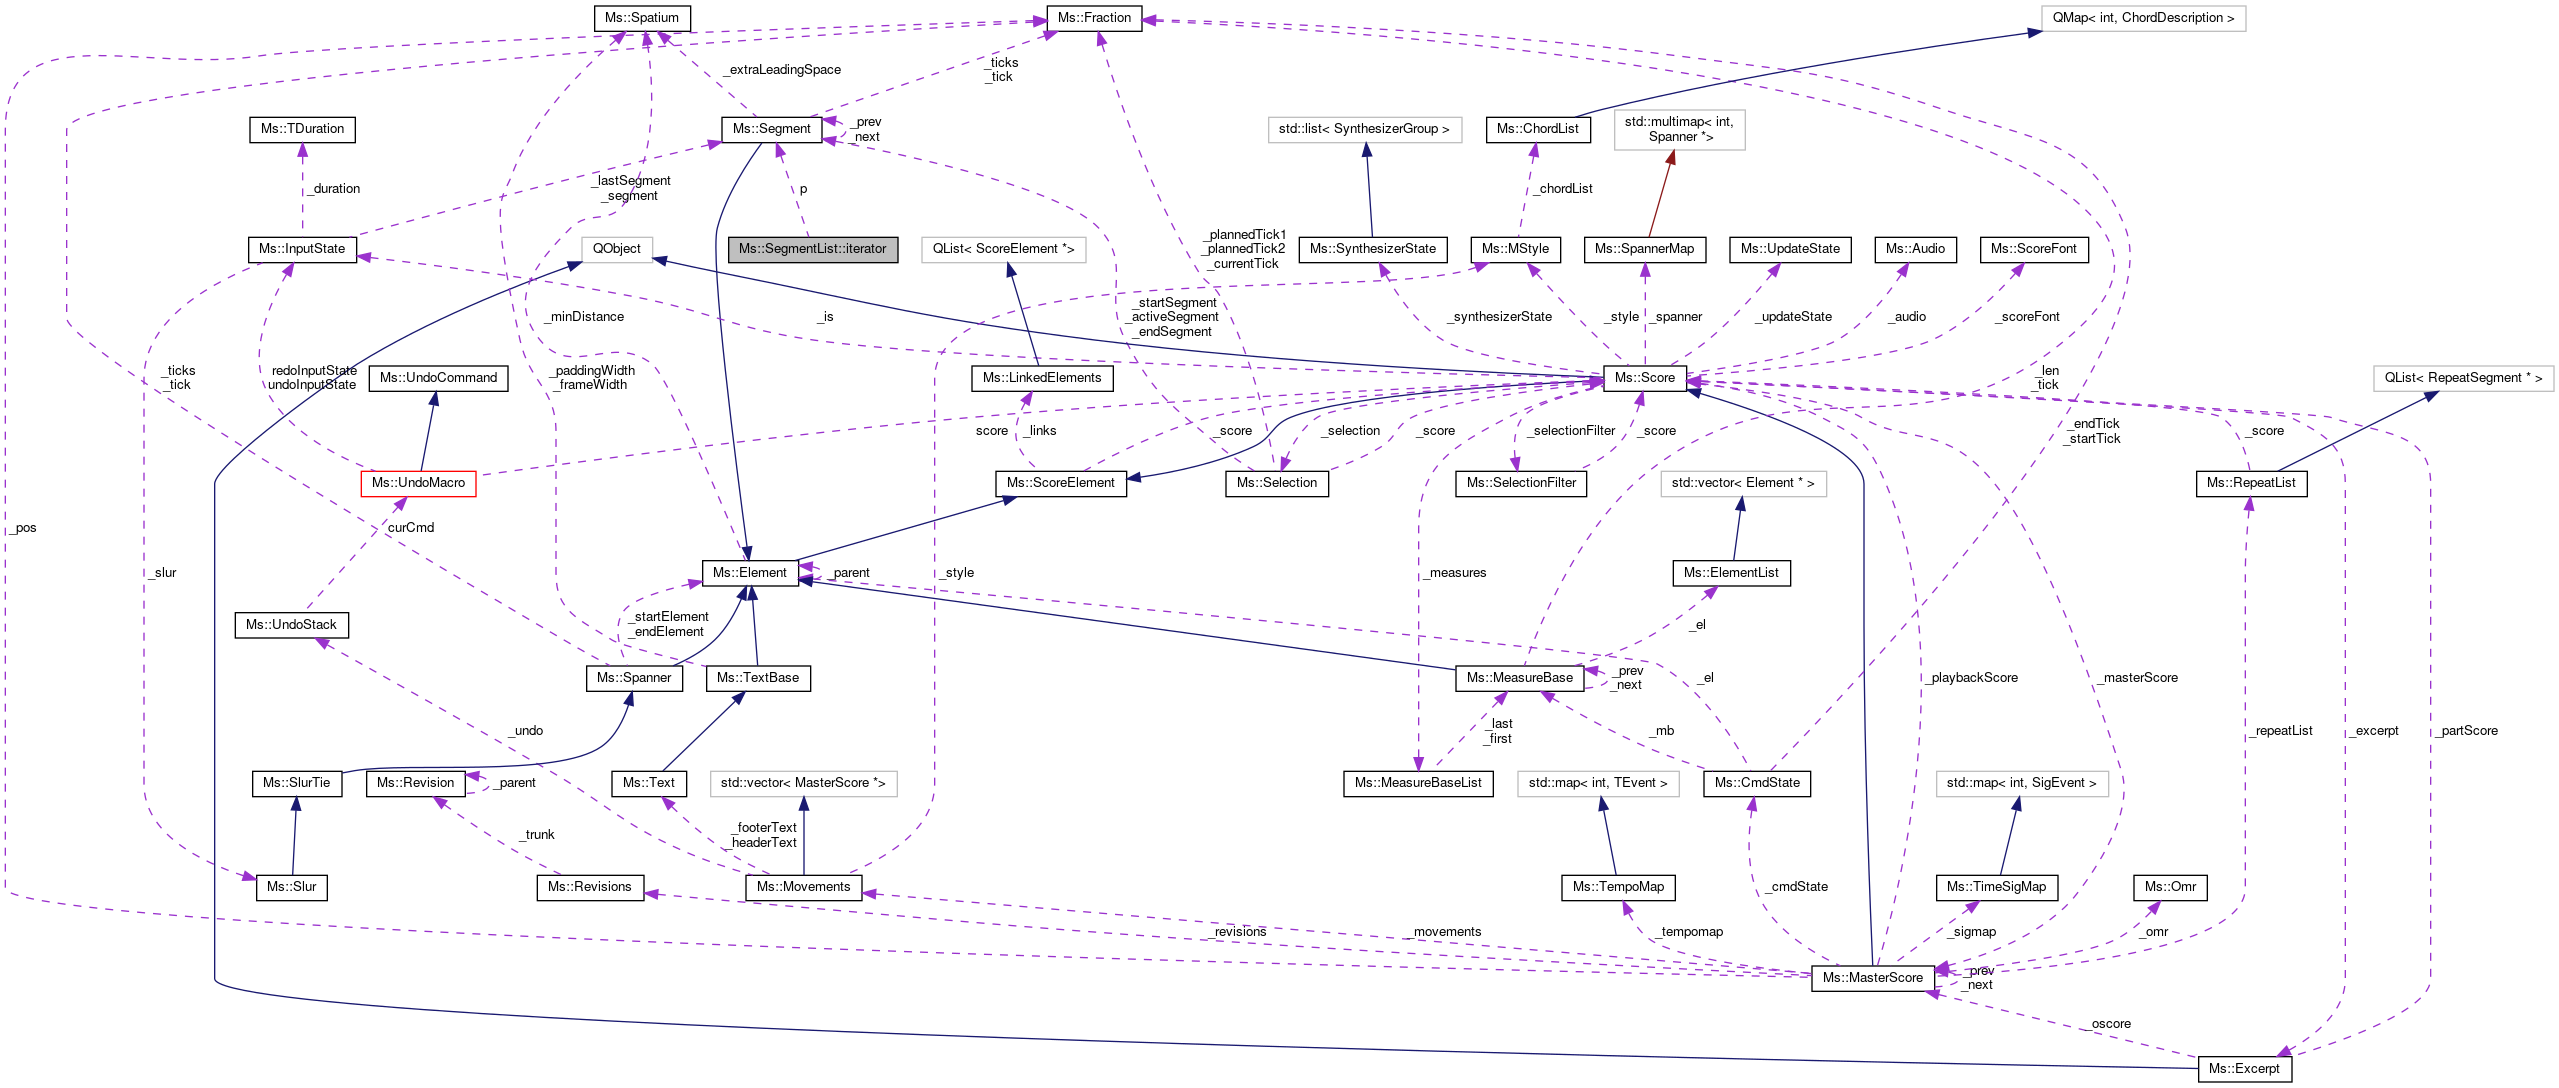 Ms::Spatium
Ms::Fraction
QMap< int, ChordDescription >
_extraLeadingSpace
_ticks
_tick
Ms::TDuration
Ms::Segment
_prev
_next
std::list< SynthesizerGroup >
Ms::ChordList
std::multimap< int,
Spanner *>
_duration
_lastSegment
_segment
p
_chordList
Ms::InputState
QObject
Ms::SegmentList::iterator
QList< ScoreElement *>
_plannedTick1
_plannedTick2
_currentTick
Ms::SynthesizerState
Ms::MStyle
Ms::SpannerMap
Ms::UpdateState
Ms::Audio
Ms::ScoreFont
_minDistance
_is
_startSegment
_activeSegment
_endSegment
_synthesizerState
_style
_spanner
_updateState
_audio
_scoreFont
_ticks
_tick
redoInputState
undoInputState
Ms::UndoCommand
_paddingWidth
_frameWidth
Ms::LinkedElements
Ms::Score
_len
_tick
QList< RepeatSegment * >
score
_links
_score
_selection
_score
_selectionFilter
_score
_endTick
_startTick
_score
Ms::UndoMacro
Ms::ScoreElement
Ms::Selection
Ms::SelectionFilter
std::vector< Element * >
Ms::RepeatList
_pos
curCmd
_slur
Ms::Element
_parent
_style
_measures
Ms::ElementList
Ms::UndoStack
_startElement
_endElement
_el
Ms::Spanner
Ms::TextBase
Ms::MeasureBase
_prev
_next
_el
_playbackScore
_masterScore
_undo
_last
_first
_mb
_repeatList
_excerpt
_partScore
Ms::SlurTie
Ms::Revision
_parent
Ms::Text
std::vector< MasterScore *>
Ms::MeasureBaseList
std::map< int, TEvent >
Ms::CmdState
std::map< int, SigEvent >
_trunk
_footerText
_headerText
Ms::Slur
Ms::Revisions
Ms::Movements
Ms::TempoMap
_cmdState
Ms::TimeSigMap
Ms::Omr
_revisions
_movements
_tempomap
_sigmap
_omr
Ms::MasterScore
_prev
_next
_oscore
Ms::Excerpt